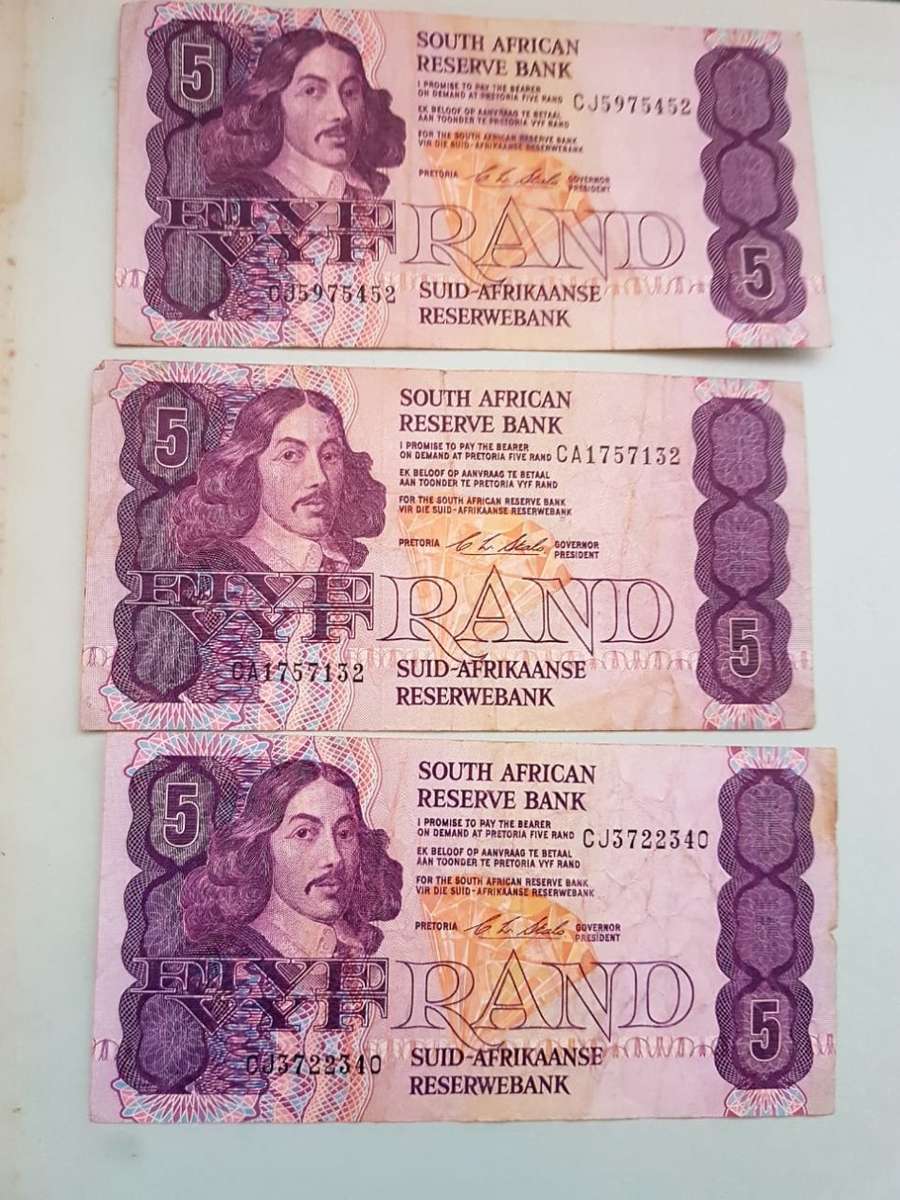 5
SOUTH AFRICAN
RESERVE BANK
I PROMISE TO PAY THE BEARER
ON DEMAND AT PRETORIA FIVE RAND CJ5975452
EK BELOOF OP AANVRAAG TE BETAAL
AAN TOONDER TE PRETORIA VYF RAND
FOR THE SOUTH AFRICAN RESERVE BANK
VIR DIE SUID-AFRIKAANSE RESERWEBANK
PRETORIA C L Stals GOVERNOR
PRESIDENT
FIVE
VYF RAND
5
CJ5975452 SUID-AFRIKAANSE
RESERWEBANK
5
SOUTH AFRICAN
RESERVE BANK
I PROMISE TO PAY THE BEARER
ON DEMAND AT PRETORIA FIVE RAND CA1757132
EK BELOOF OP AANVRAAG TE BETAAL
AAN TOONDER TE PRETORIA VYF RAND
FOR THE SOUTH AFRICAN RESERVE BANK
VIR DIE SUID-AFRIKAANSE RESERWEBANK
PRETORIA C L Stals GOVERNOR
PRESIDENT
FIVE
VYF RAND
5
CA1757132 SUID-AFRIKAANSE
RESERWEBANK
5
SOUTH AFRICAN
RESERVE BANK
I PROMISE TO PAY THE BEARER
ON DEMAND AT PRETORIA FIVE RAND CJ3722340
EK BELOOF OP AANVRAAG TE BETAAL
AAN TOONDER TE PRETORIA VYF RAND
FOR THE SOUTH AFRICAN RESERVE BANK
VIR DIE SUID-AFRIKAANSE RESERWEBANK
PRETORIA C L Stals GOVERNOR
PRESIDENT
FIVE
VYF RAND
5
CJ3722340 SUID-AFRIKAANSE
RESERWEBANK